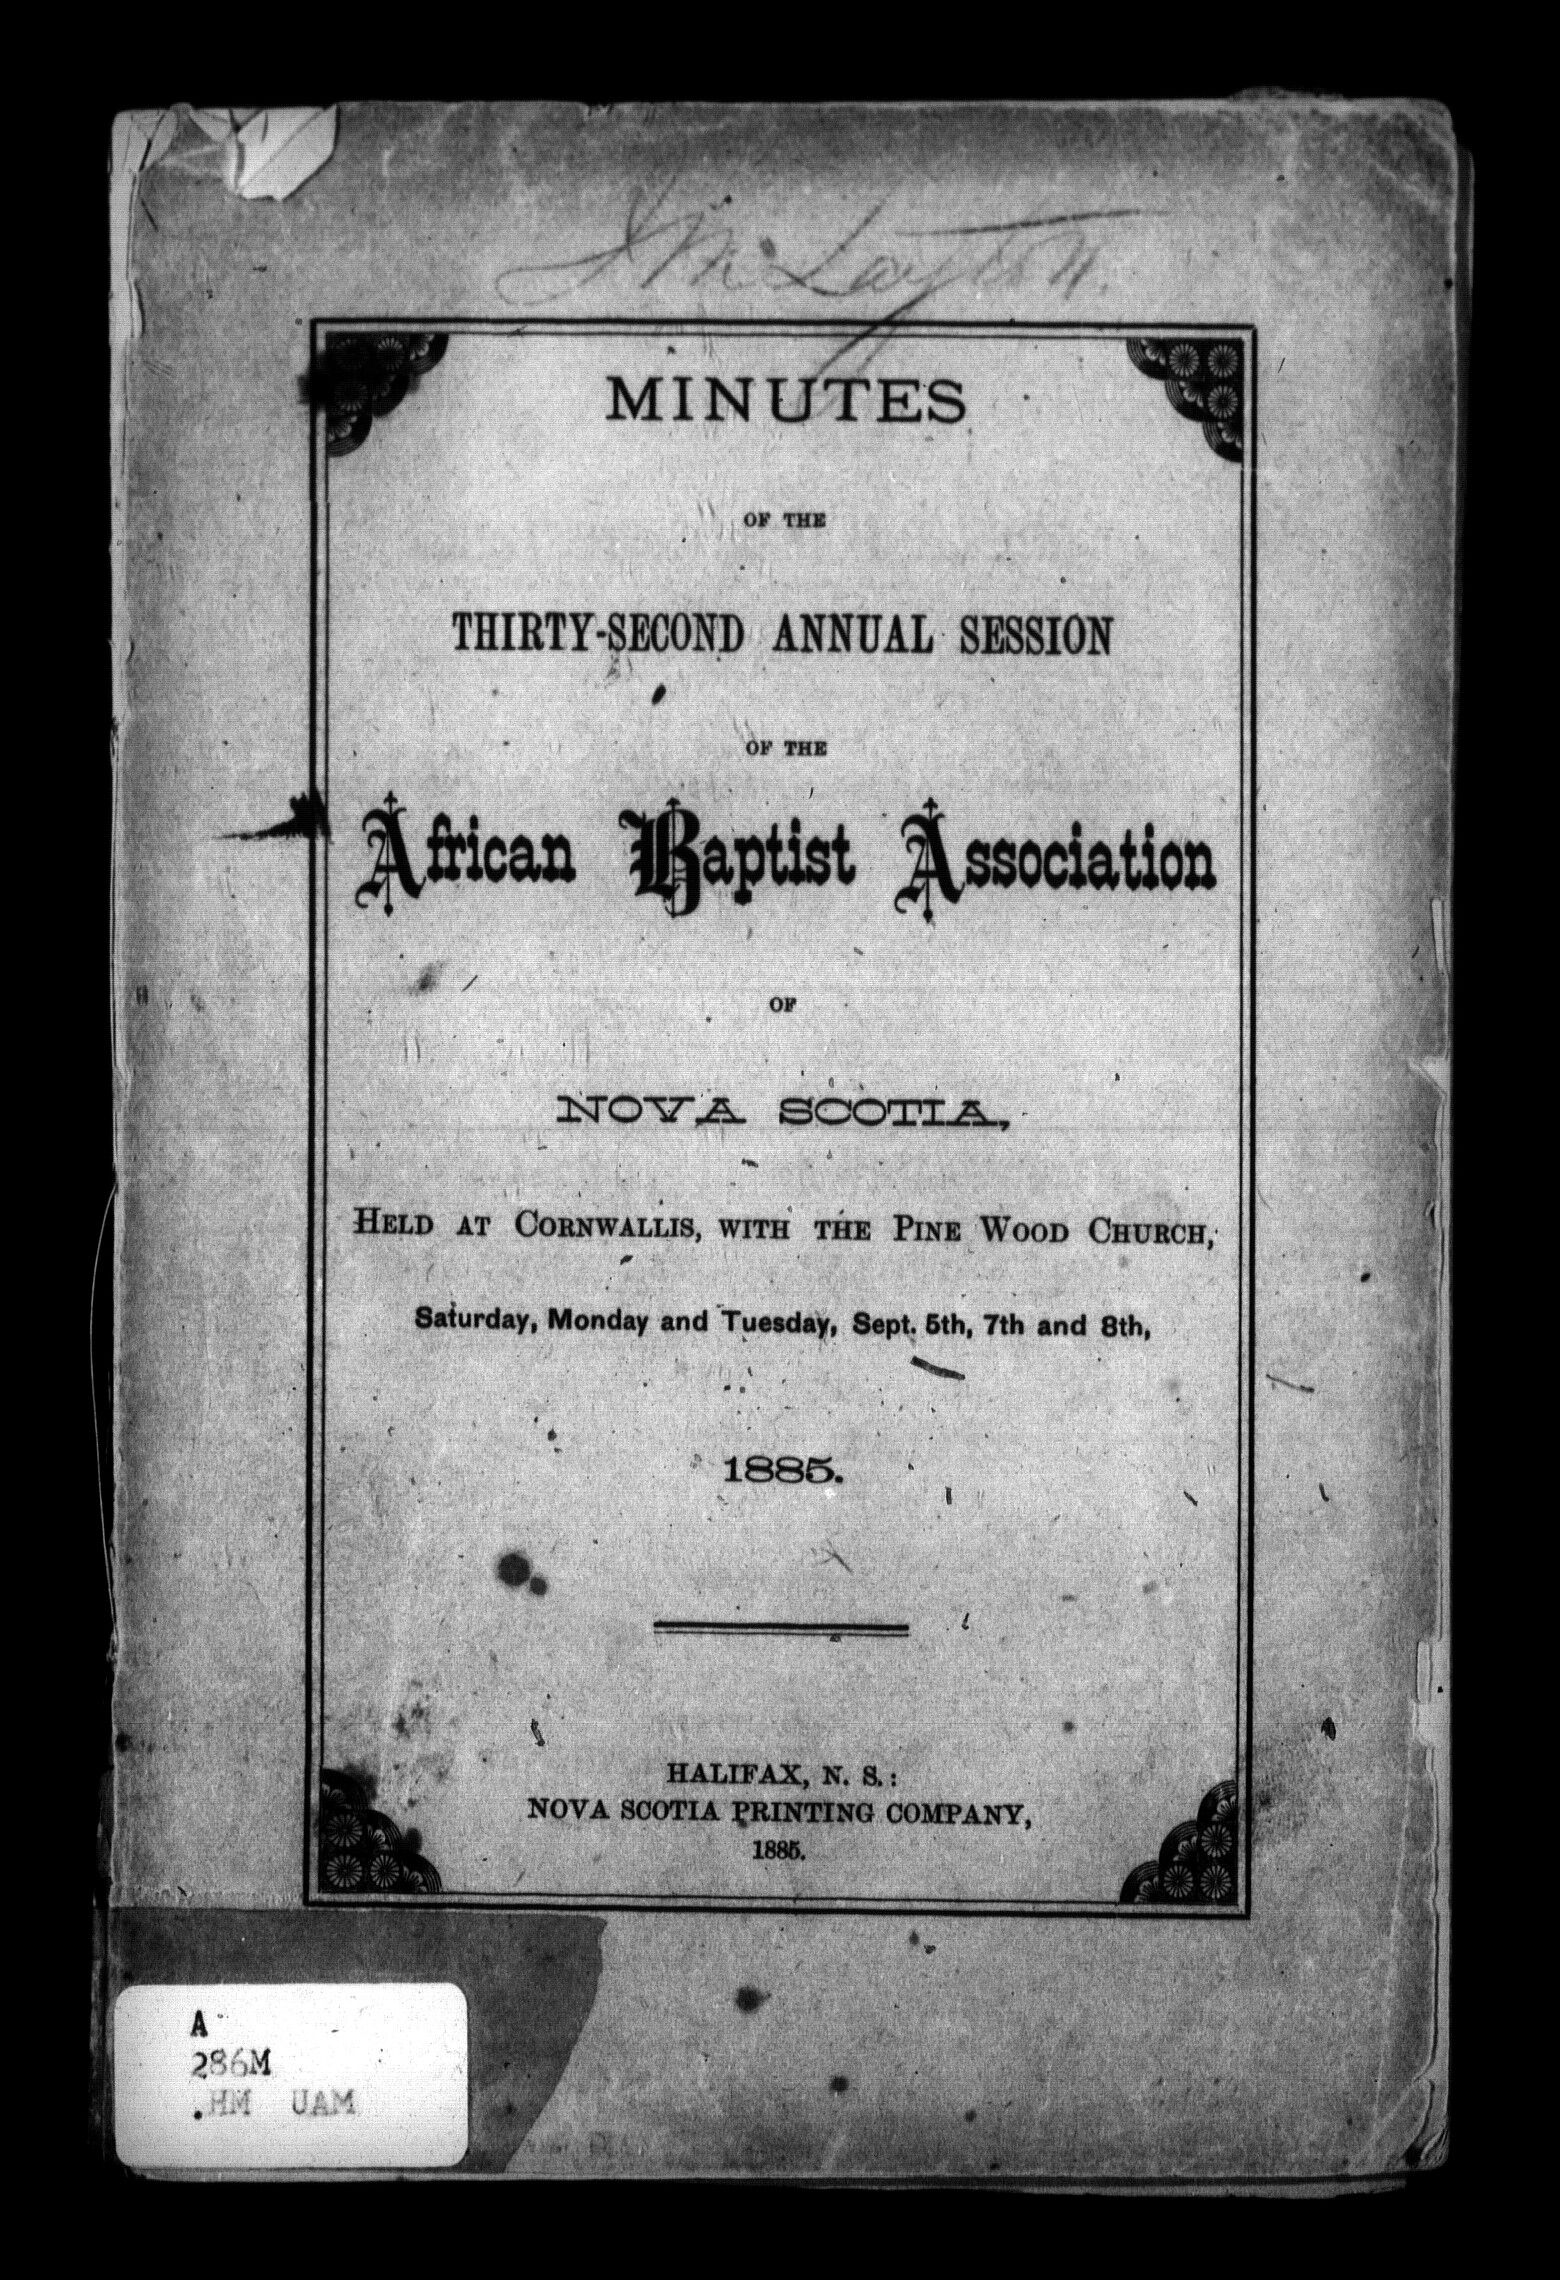 J M Layton.
MINUTES
OF THE
THIRTY-SECOND ANNUAL SESSION
OF THE
African Baptist Association
OF
NOVA SCOTIA,
HELD AT CORNWALLIS, WITH THE PINE WOOD CHURCH,
Saturday, Monday and Tuesday, Sept. 5th, 7th and 8th,
1885.
HALIFAX, N. S.:
NOVA SCOTIA PRINTING COMPANY,
1885.
A
286M
.HM UAM